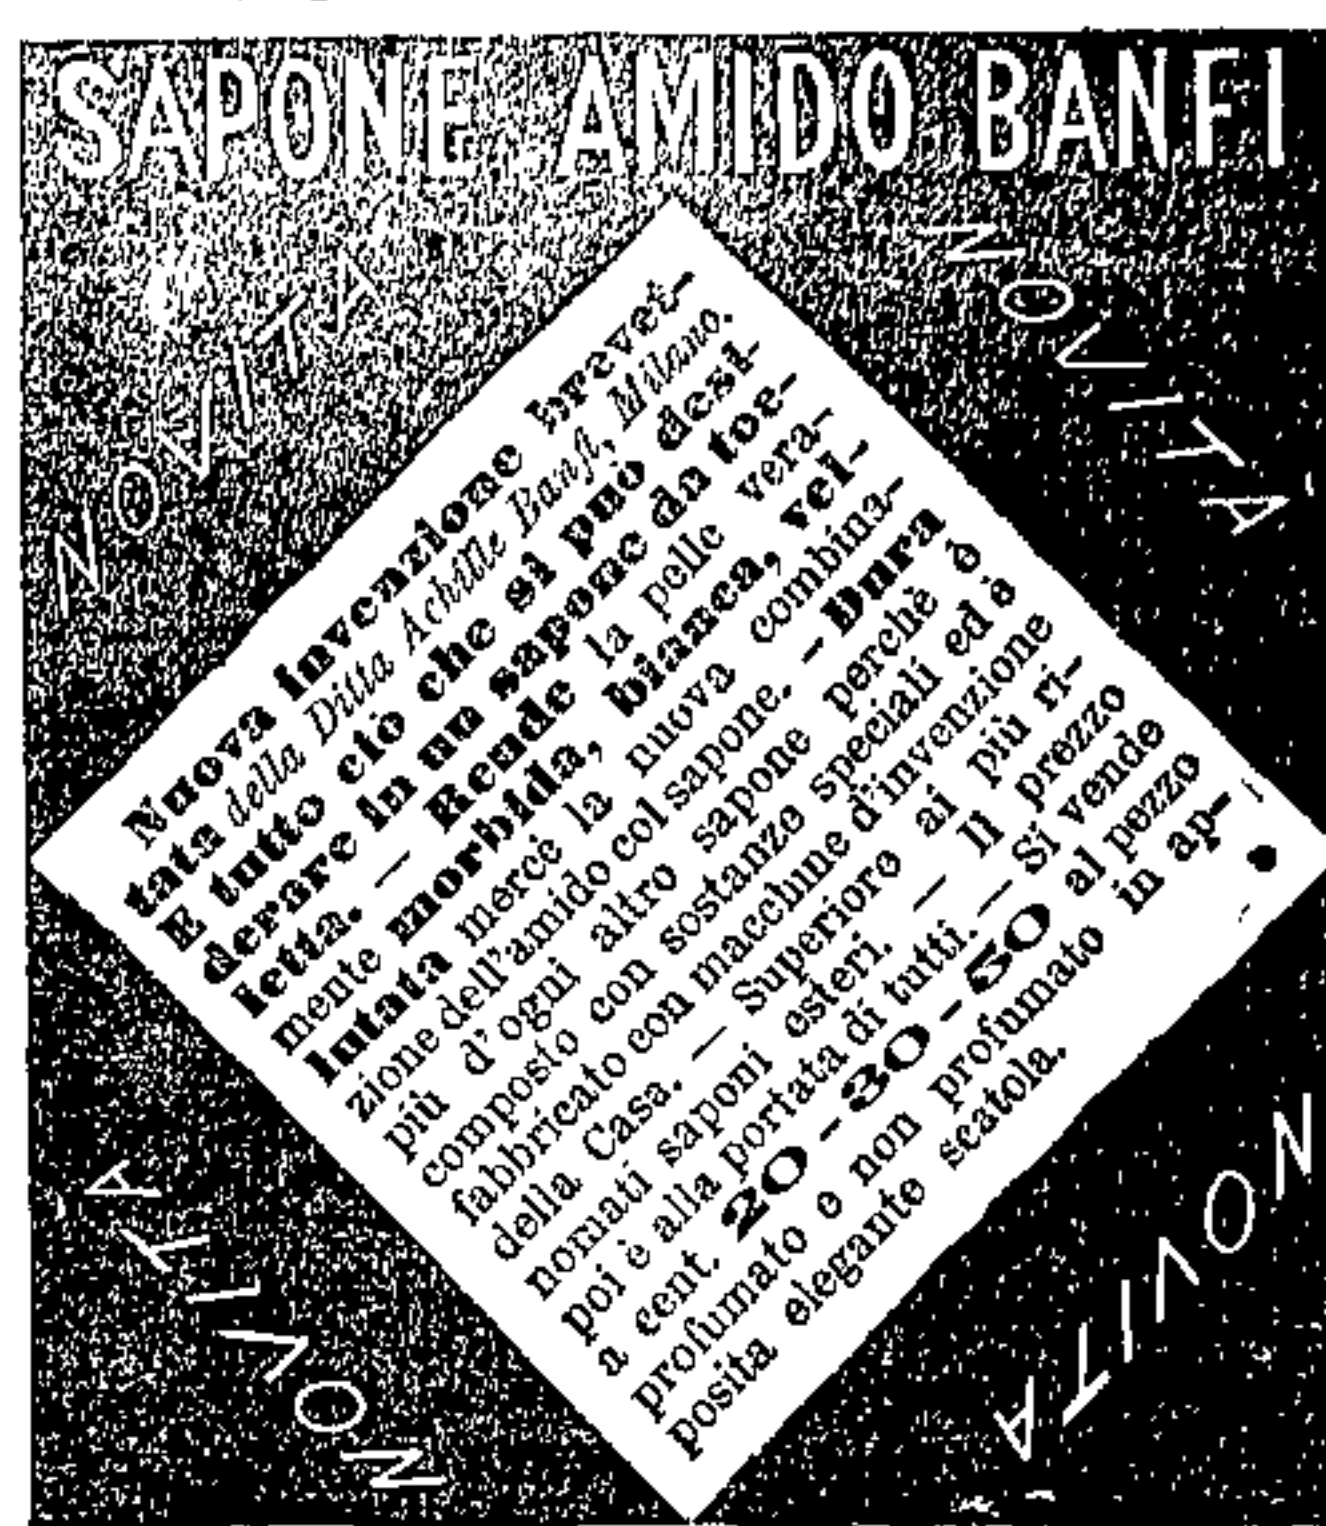 SAPONE AMIDO BANFI
NOVITÀ
NOVITÀ
Nuova invenzione brevet-
tata della Ditta Achille Banfi, Milano.
E tutto ciò che si può desi-
derare in un sapone da toe-
letta. — Rende la pelle vera-
mente morbida, bianca, vel-
lutata mercè la nuova combina-
zione dell'amido col sapone. — Dura
più d'ogni altro sapone perchè è
composto con sostanze speciali ed è
fabbricato con macchine d'invenzione
della Casa. — Superiore ai più ri-
nomati saponi esteri. — Il prezzo
poi è alla portata di tutti. — Si vende
a cent. 20-30-50 al pezzo
profumato e non profumato in ap-
posita elegante scatola.
NOVITÀ
NOVITÀ